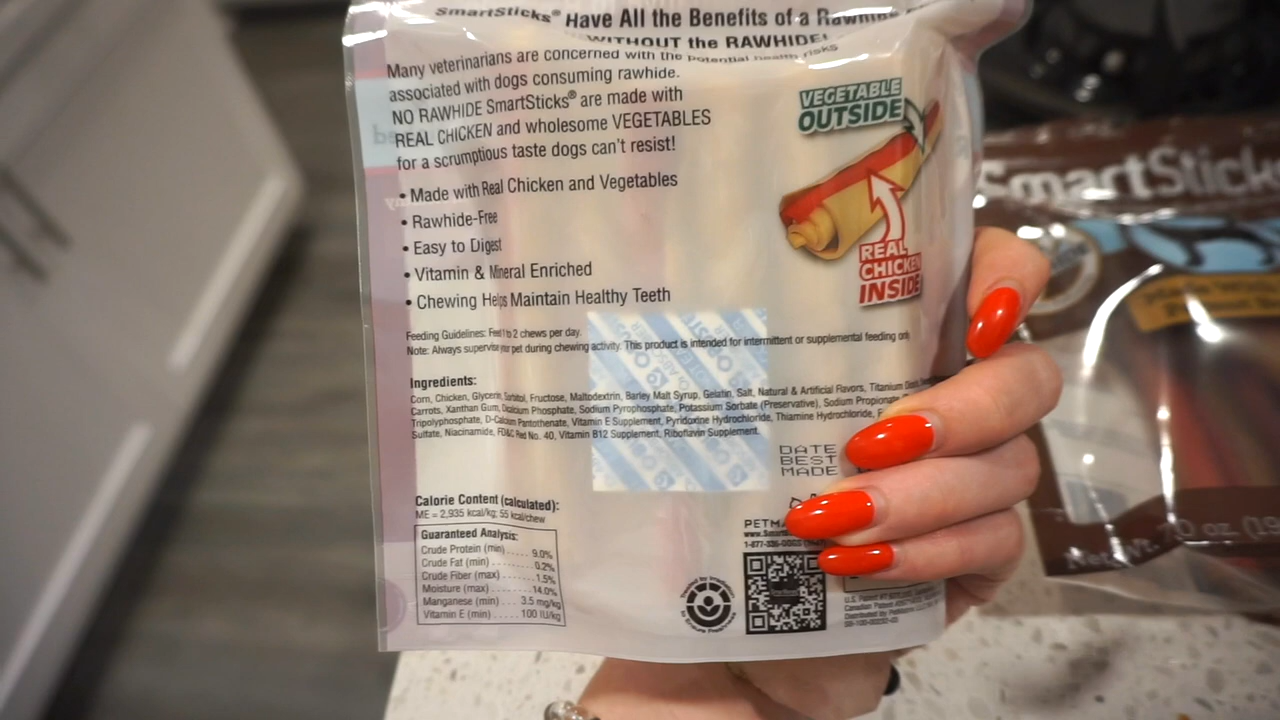 SmartSticks® Have All the Benefits of a
WITHOUT the RAWHIDE!
Many veterinarians are concerned with the potential health risks
associated with dogs consuming rawhide.
NO RAWHIDE SmartSticks® are made with
REAL CHICKEN and wholesome VEGETABLES
for a scrumptious taste dogs can't resist!
• Made with Real Chicken and Vegetables
• Rawhide-Free
• Easy to Digest
• Vitamin & Mineral Enriched
• Chewing Helps Maintain Healthy Teeth
VEGETABLE
OUTSIDE
REAL
CHICKEN
INSIDE
Feeding Guidelines: Feed 1 to 2 chews per day.
Note: Always supervise your pet during chewing activity. This product is intended for intermittent or supplemental feeding only
Ingredients:
Corn, Chicken, Glycerin, Sorbitol, Fructose, Maltodextrin, Barley Malt Syrup, Gelatin, Salt, Natural & Artificial Flavors, Titanium
Carrots, Xanthan Gum, Dicalcium Phosphate, Sodium Pyrophosphate, Potassium Sorbate (Preservative), Sodium Propionate
Tripolyphosphate, D-Calcium Pantothenate, Vitamin E Supplement, Pyridoxine Hydrochloride, Thiamine Hydrochloride,
Sulfate, Niacinamide, FD&C Red No. 40, Vitamin B12 Supplement, Riboflavin Supplement.
DATE
BEST
MADE
Calorie Content (calculated):
ME = 2,935 kcal/kg; 55 kcal/chew
Guaranteed Analysis:
Crude Protein (min) ..... 9.0%
Crude Fat (min) ..... 0.2%
Crude Fiber (max) ..... 1.5%
Moisture (max) ..... 14.0%
Manganese (min) ... 3.5 mg/kg
Vitamin E (min) ..... 100 IU/kg
PETM
SmartSticks
Net Wt. 7.0 oz.